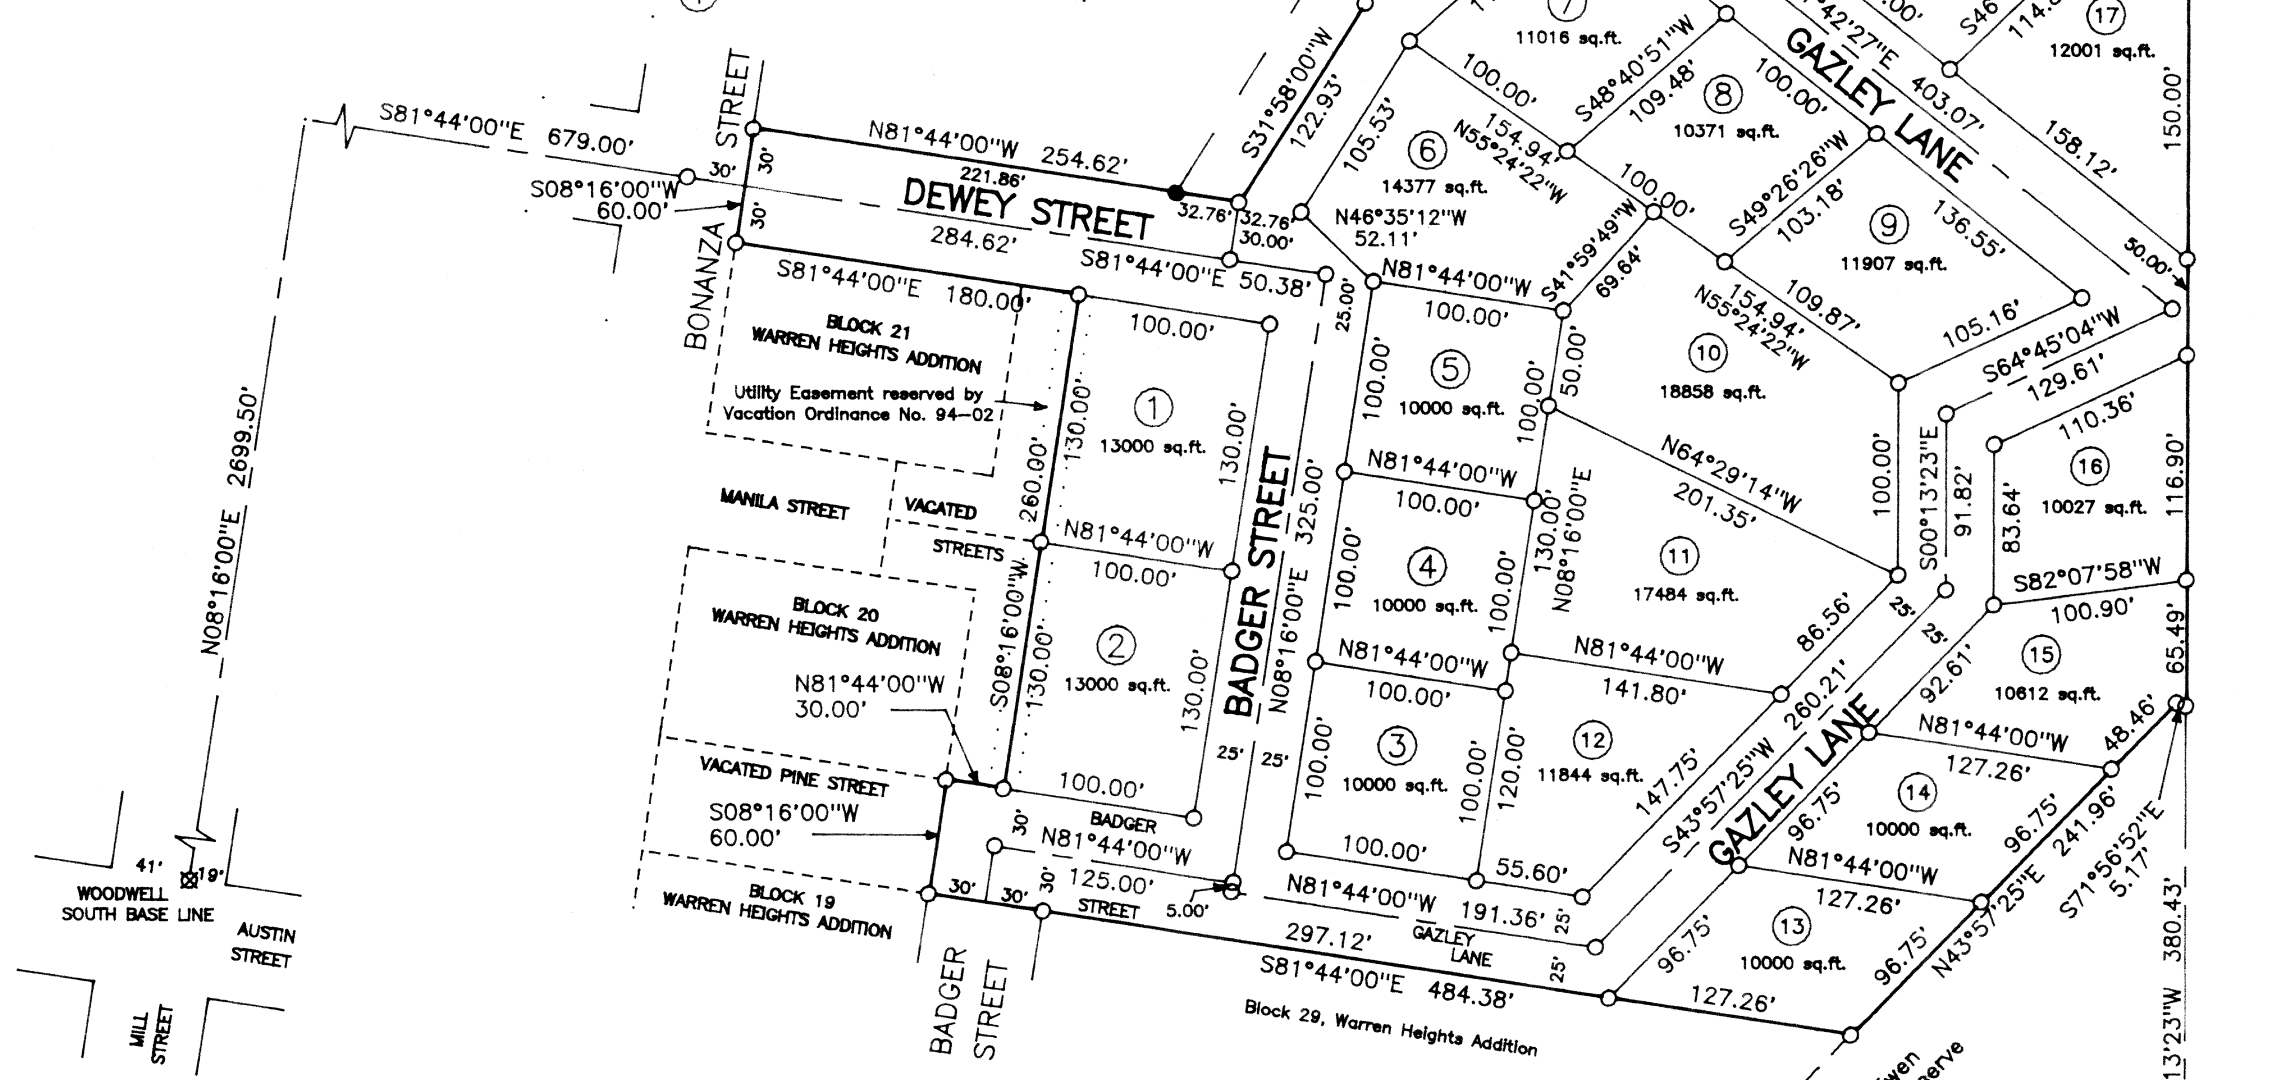 7
11016 sq.ft.
17
12001 sq.ft.
S81°44'00"E 679.00'
STREET
30'
30'
S08°16'00"W
60.00'
30'
BONANZA
N81°44'00"W 254.62'
221.86'
DEWEY STREET
32.76'
32.76'
30.00'
284.62'
S81°44'00"E 50.38'
S81°44'00"E 180.00'
S31°58'00"W
122.93'
105.53'
100.00'
154.94'
N55°24'22"W
6
14377 sq.ft.
N46°35'12"W
52.11'
S48°40'51"W
109.48'
8
10371 sq.ft.
100.00'
GAZLEY LANE
42'27"E 403.07'
158.12'
150.00'
50.00'
100.00'
S41°59'49"W
69.64'
S49°26'26"W
103.18'
9
11907 sq.ft.
136.55'
105.16'
S64°45'04"W
129.61'
110.36'
BLOCK 21
WARREN HEIGHTS ADDITION
Utility Easement reserved by
Vacation Ordinance No. 94-02
100.00'
1
13000 sq.ft.
130.00'
130.00'
260.00'
25.00'
N81°44'00"W
100.00'
5
10000 sq.ft.
100.00'
100.00'
50.00'
109.87'
154.94'
N55°24'22"W
10
18858 sq.ft.
N64°29'14"W
201.35'
100.00'
S00°13'23"E
91.82'
83.64'
16
10027 sq.ft.
116.90'
S82°07'58"W
100.90'
N08°16'00"E 2699.50'
MANILA STREET
VACATED
STREETS
N81°44'00"W
100.00'
BADGER STREET
N08°16'00"E 325.00'
N81°44'00"W
100.00'
4
10000 sq.ft.
100.00'
100.00'
130.00'
N08°16'00"E
11
17484 sq.ft.
86.56'
25'
25'
BLOCK 20
WARREN HEIGHTS ADDITION
S08°16'00"W
130.00'
2
13000 sq.ft.
130.00'
N81°44'00"W
30.00'
N81°44'00"W
100.00'
N81°44'00"W
141.80'
260.21'
S43°57'25"W
GAZLEY LANE
92.61'
15
10612 sq.ft.
65.49'
48.46'
VACATED PINE STREET
S08°16'00"W
60.00'
100.00'
25'
25'
3
10000 sq.ft.
100.00'
100.00'
120.00'
12
11844 sq.ft.
147.75'
N81°44'00"W
127.26'
14
10000 sq.ft.
96.75'
96.75'
241.96'
S71°56'52"E
5.17'
30'
BADGER
N81°44'00"W
125.00'
STREET
5.00'
30'
30'
30'
100.00'
55.60'
N81°44'00"W 191.36'
25'
GAZLEY
LANE
25'
N81°44'00"W
127.26'
13
10000 sq.ft.
96.75'
96.75'
N43°57'25"E
127.26'
297.12'
S81°44'00"E 484.38'
Block 29, Warren Heights Addition
BLOCK 19
WARREN HEIGHTS ADDITION
BADGER
STREET
41'
19'
WOODWELL
SOUTH BASE LINE
AUSTIN
STREET
MILL
STREET
13'23"W 380.43'